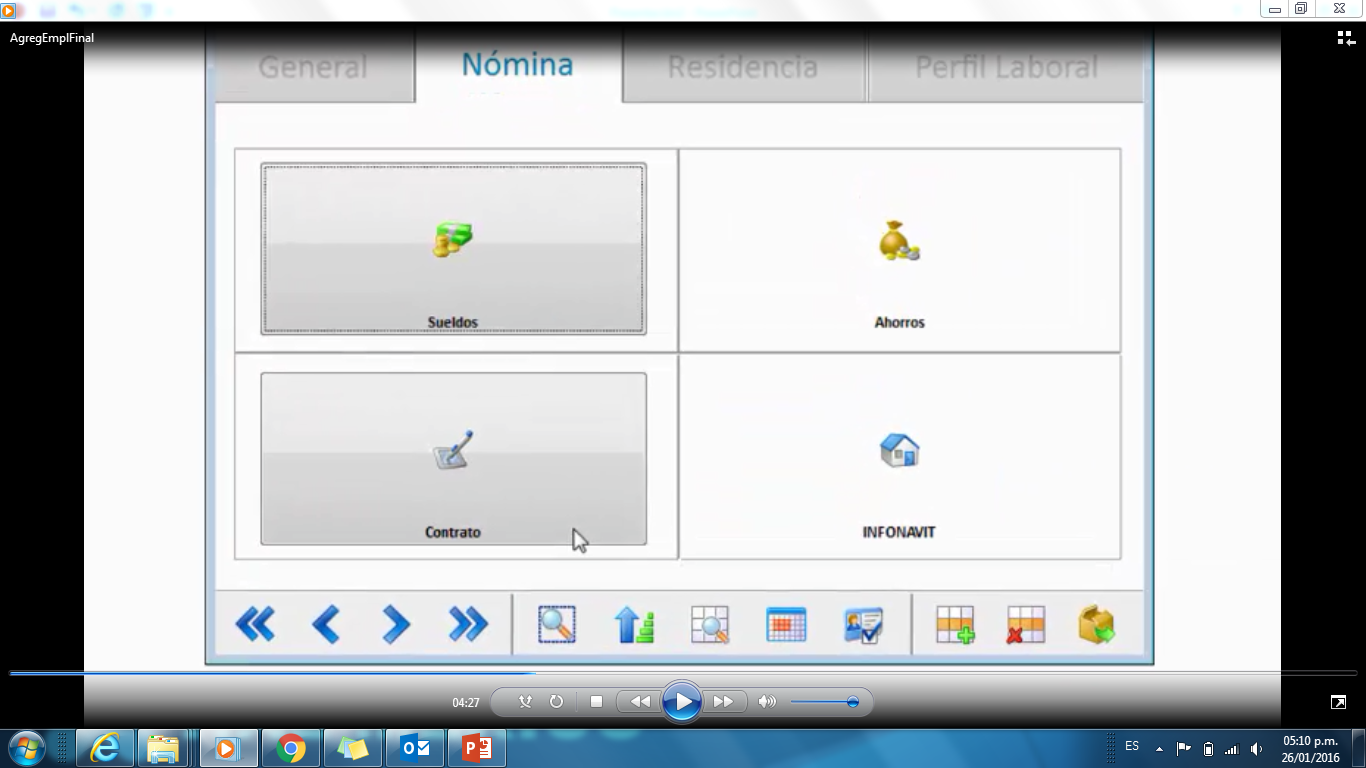 AgregEmplFinal
General Nómina Residencia Perfil Laboral
Sueldos Ahorros
Contrato INFONAVIT
04:27
ES 05:10 p.m.
26/01/2016